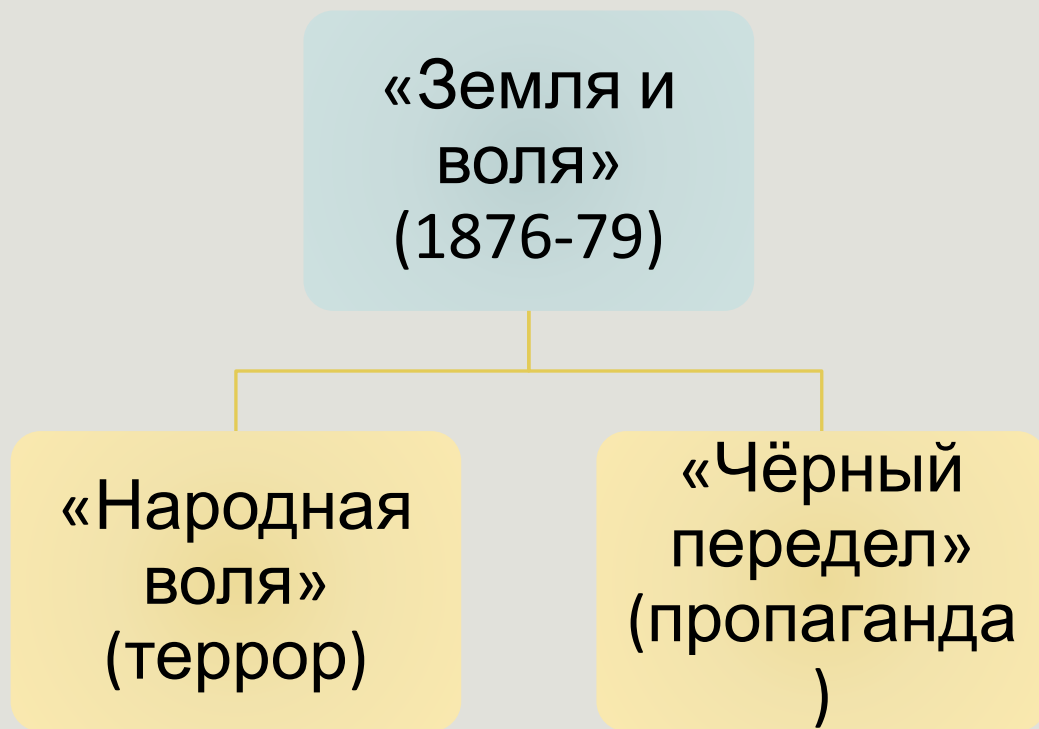 «Земля и
воля»
(1876-79)
«Народная
воля»
(террор)
«Чёрный
передел»
(пропаганда
)